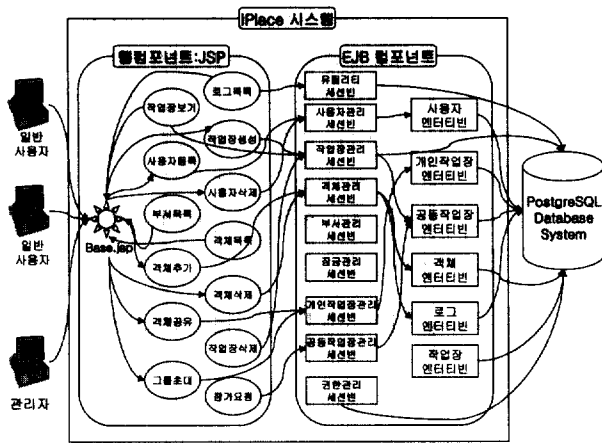 iPlace 시스템
웹컴포넌트:JSP
EJB 컴포넌트
일반
사용자
일반
사용자
관리자
Base.jsp
로그목록
작업장보기
작업장생성
사용자등록
사용자삭제
부서목록
객체목록
객체추가
객체삭제
객체공유
작업장삭제
그룹초대
참가요청
유틸리티
세션빈
사용자관리
세션빈
작업장관리
세션빈
객체관리
세션빈
부서관리
세션빈
잠금관리
세션빈
개인작업장관리
세션빈
공동작업장관리
세션빈
권한관리
세션빈
사용자
엔터티빈
개인작업장
엔터티빈
공동작업장
엔터티빈
객체
엔터티빈
로그
엔터티빈
작업장
엔터티빈
PostgreSQL
Database
System